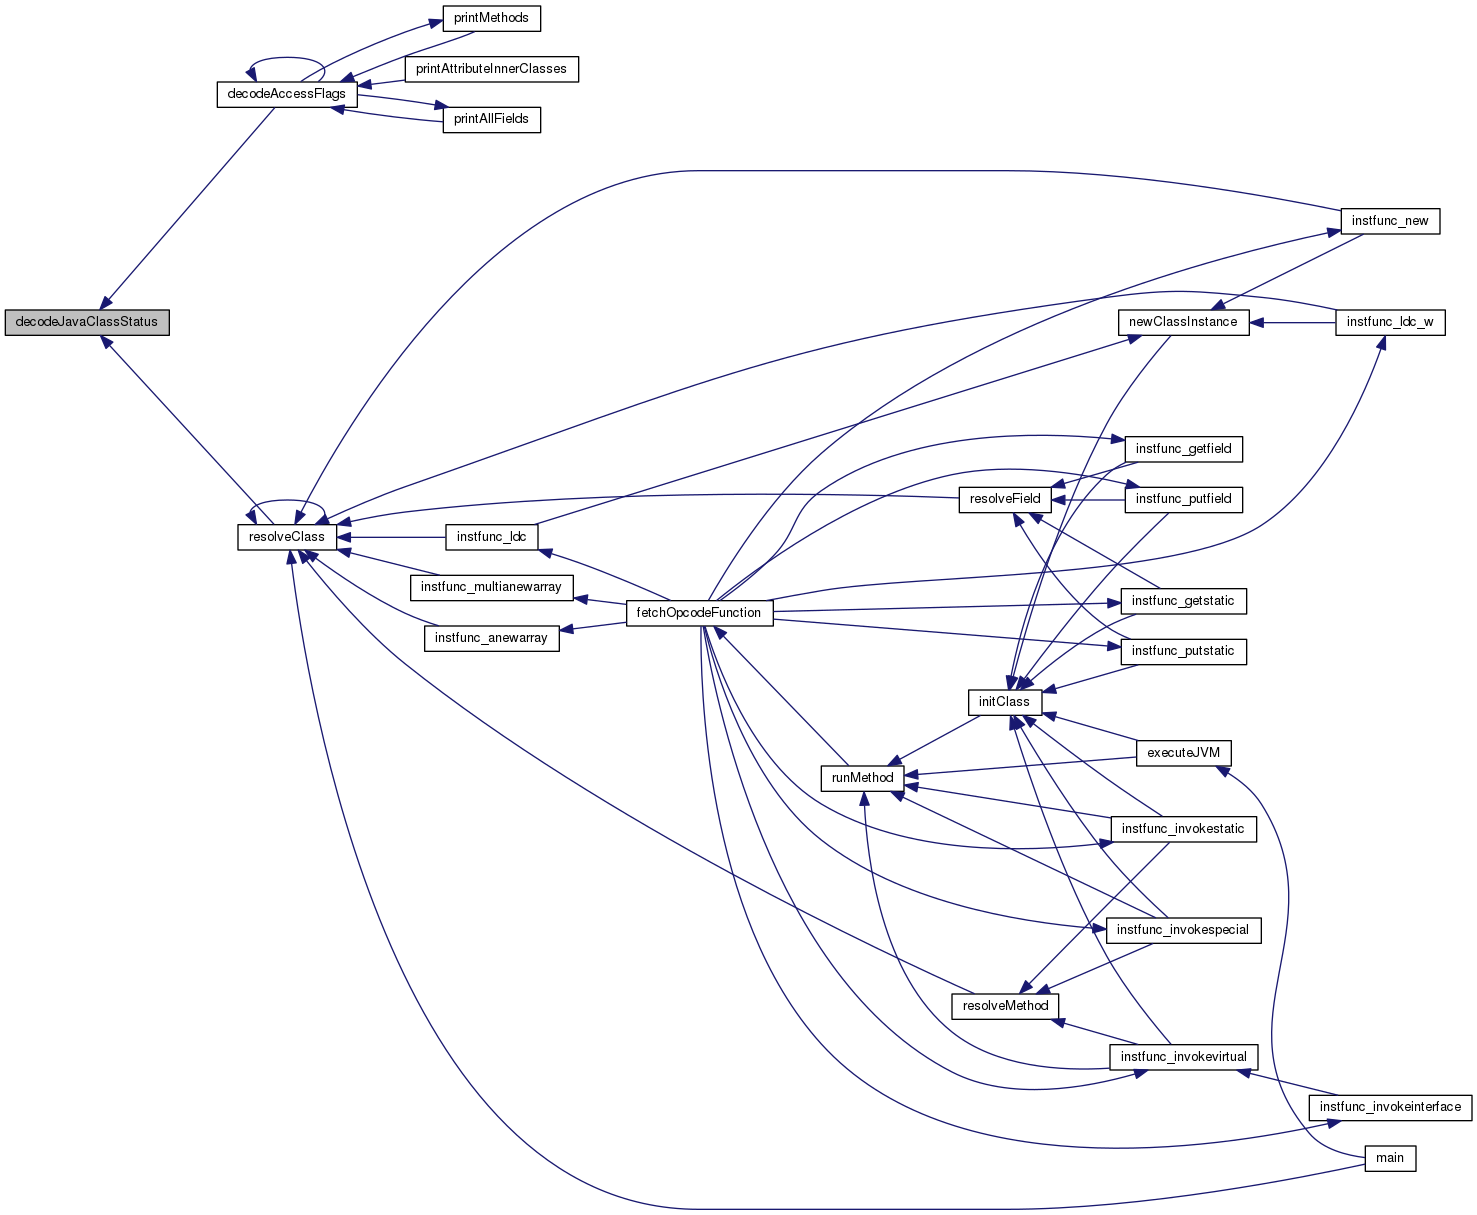 printMethods
printAttributeInnerClasses
decodeAccessFlags
printAllFields
instfunc_new
decodeJavaClassStatus
newClassInstance
instfunc_ldc_w
instfunc_getfield
resolveField
instfunc_putfield
resolveClass
instfunc_ldc
instfunc_multianewarray
instfunc_getstatic
fetchOpcodeFunction
instfunc_anewarray
instfunc_putstatic
initClass
executeJVM
runMethod
instfunc_invokestatic
instfunc_invokespecial
resolveMethod
instfunc_invokevirtual
instfunc_invokeinterface
main